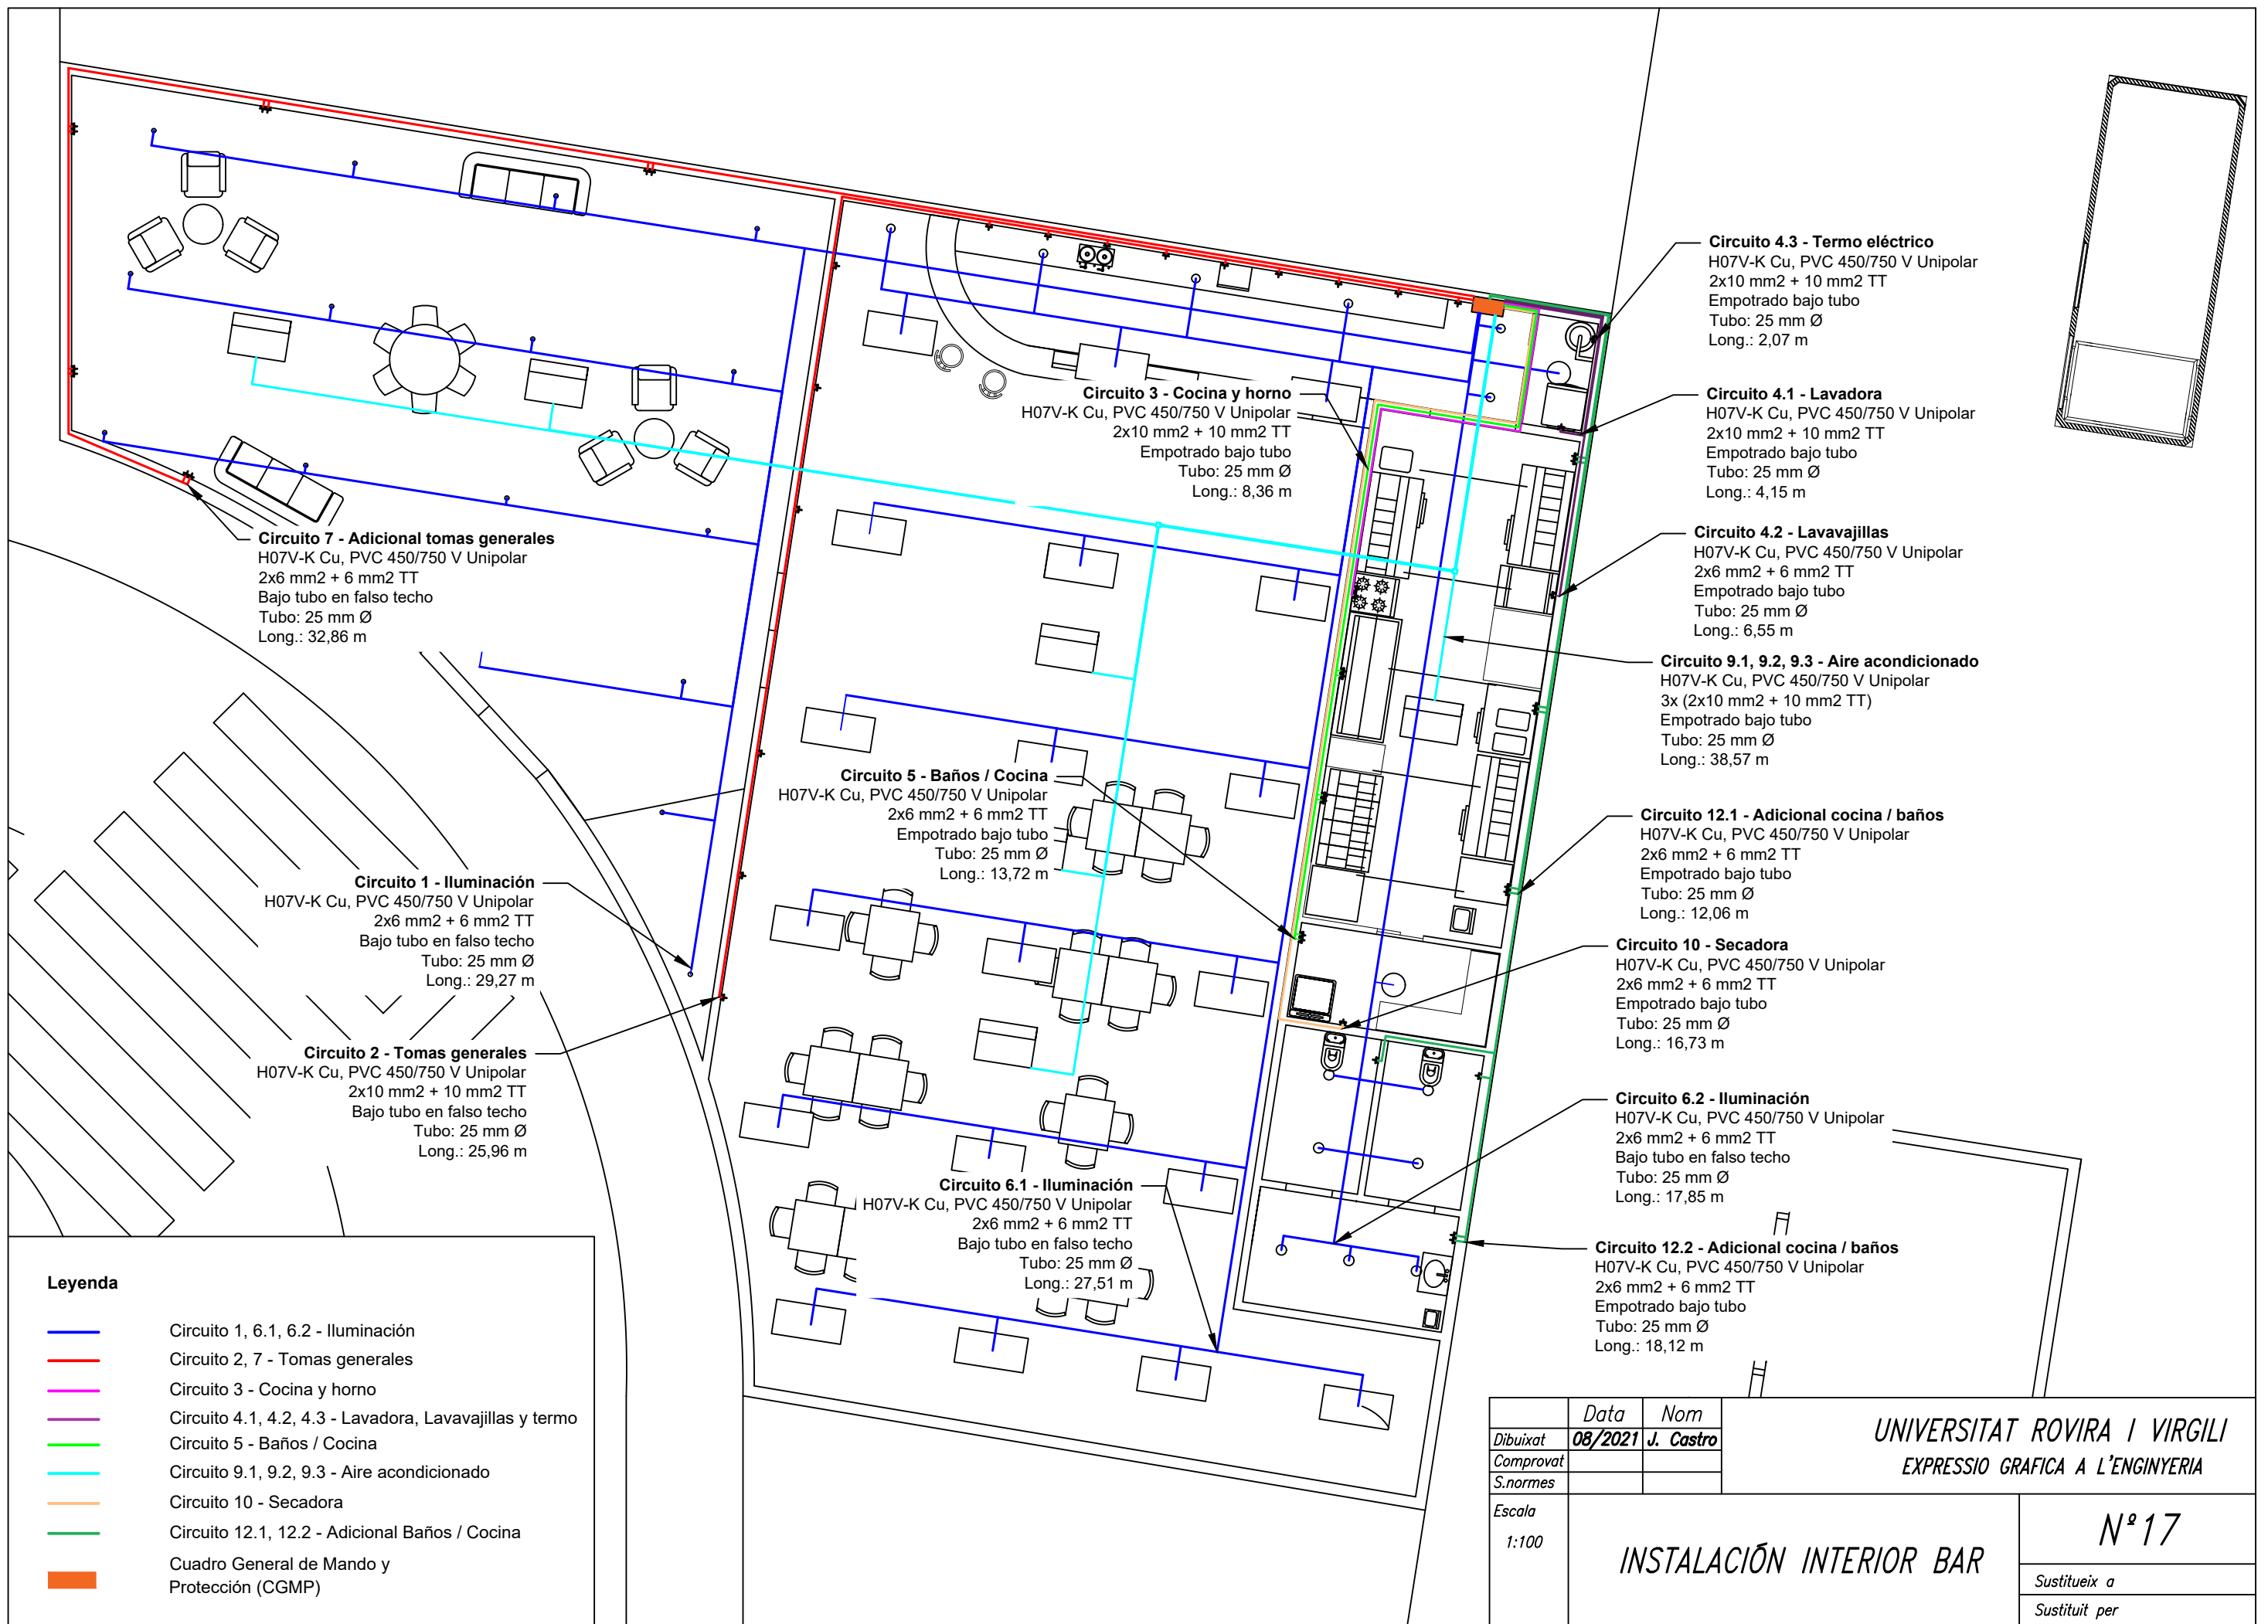 Circuito 4.3 - Termo eléctrico
H07V-K Cu, PVC 450/750 V Unipolar
2x10 mm2 + 10 mm2 TT
Empotrado bajo tubo
Tubo: 25 mm Ø
Long.: 2,07 m
Circuito 3 - Cocina y horno
H07V-K Cu, PVC 450/750 V Unipolar
2x10 mm2 + 10 mm2 TT
Empotrado bajo tubo
Tubo: 25 mm Ø
Long.: 8,36 m
Circuito 4.1 - Lavadora
H07V-K Cu, PVC 450/750 V Unipolar
2x10 mm2 + 10 mm2 TT
Empotrado bajo tubo
Tubo: 25 mm Ø
Long.: 4,15 m
Circuito 7 - Adicional tomas generales
H07V-K Cu, PVC 450/750 V Unipolar
2x6 mm2 + 6 mm2 TT
Bajo tubo en falso techo
Tubo: 25 mm Ø
Long.: 32,86 m
Circuito 4.2 - Lavavajillas
H07V-K Cu, PVC 450/750 V Unipolar
2x6 mm2 + 6 mm2 TT
Empotrado bajo tubo
Tubo: 25 mm Ø
Long.: 6,55 m
Circuito 9.1, 9.2, 9.3 - Aire acondicionado
H07V-K Cu, PVC 450/750 V Unipolar
3x (2x10 mm2 + 10 mm2 TT)
Empotrado bajo tubo
Tubo: 25 mm Ø
Long.: 38,57 m
Circuito 5 - Baños / Cocina
H07V-K Cu, PVC 450/750 V Unipolar
2x6 mm2 + 6 mm2 TT
Empotrado bajo tubo
Tubo: 25 mm Ø
Long.: 13,72 m
Circuito 12.1 - Adicional cocina / baños
H07V-K Cu, PVC 450/750 V Unipolar
2x6 mm2 + 6 mm2 TT
Empotrado bajo tubo
Tubo: 25 mm Ø
Long.: 12,06 m
Circuito 1 - Iluminación
H07V-K Cu, PVC 450/750 V Unipolar
2x6 mm2 + 6 mm2 TT
Bajo tubo en falso techo
Tubo: 25 mm Ø
Long.: 29,27 m
Circuito 10 - Secadora
H07V-K Cu, PVC 450/750 V Unipolar
2x6 mm2 + 6 mm2 TT
Empotrado bajo tubo
Tubo: 25 mm Ø
Long.: 16,73 m
Circuito 2 - Tomas generales
H07V-K Cu, PVC 450/750 V Unipolar
2x10 mm2 + 10 mm2 TT
Bajo tubo en falso techo
Tubo: 25 mm Ø
Long.: 25,96 m
Circuito 6.2 - Iluminación
H07V-K Cu, PVC 450/750 V Unipolar
2x6 mm2 + 6 mm2 TT
Bajo tubo en falso techo
Tubo: 25 mm Ø
Long.: 17,85 m
Circuito 6.1 - Iluminación
H07V-K Cu, PVC 450/750 V Unipolar
2x6 mm2 + 6 mm2 TT
Bajo tubo en falso techo
Tubo: 25 mm Ø
Long.: 27,51 m
Circuito 12.2 - Adicional cocina / baños
H07V-K Cu, PVC 450/750 V Unipolar
2x6 mm2 + 6 mm2 TT
Empotrado bajo tubo
Tubo: 25 mm Ø
Long.: 18,12 m
Leyenda
Circuito 1, 6.1, 6.2 - Iluminación
Circuito 2, 7 - Tomas generales
Circuito 3 - Cocina y horno
Circuito 4.1, 4.2, 4.3 - Lavadora, Lavavajillas y termo
Circuito 5 - Baños / Cocina
Circuito 9.1, 9.2, 9.3 - Aire acondicionado
Circuito 10 - Secadora
Circuito 12.1, 12.2 - Adicional Baños / Cocina
Cuadro General de Mando y
Protección (CGMP)
Data Nom
Dibuixat 08/2021 J. Castro
Comprovat
S.normes
UNIVERSITAT ROVIRA I VIRGILI
EXPRESSIO GRAFICA A L'ENGINYERIA
Escala
1:100
INSTALACIÓN INTERIOR BAR
Nº17
Sustitueix a
Sustituit per